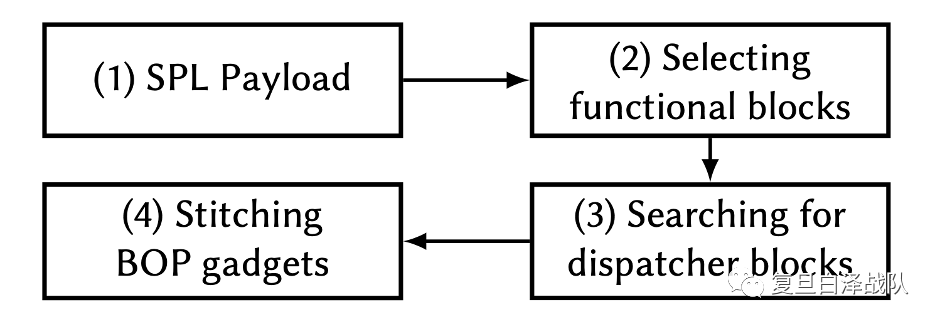 (1) SPL Payload
(2) Selecting
functional blocks
(3) Searching for
dispatcher blocks
(4) Stitching
BOP gadgets
复旦白泽战队